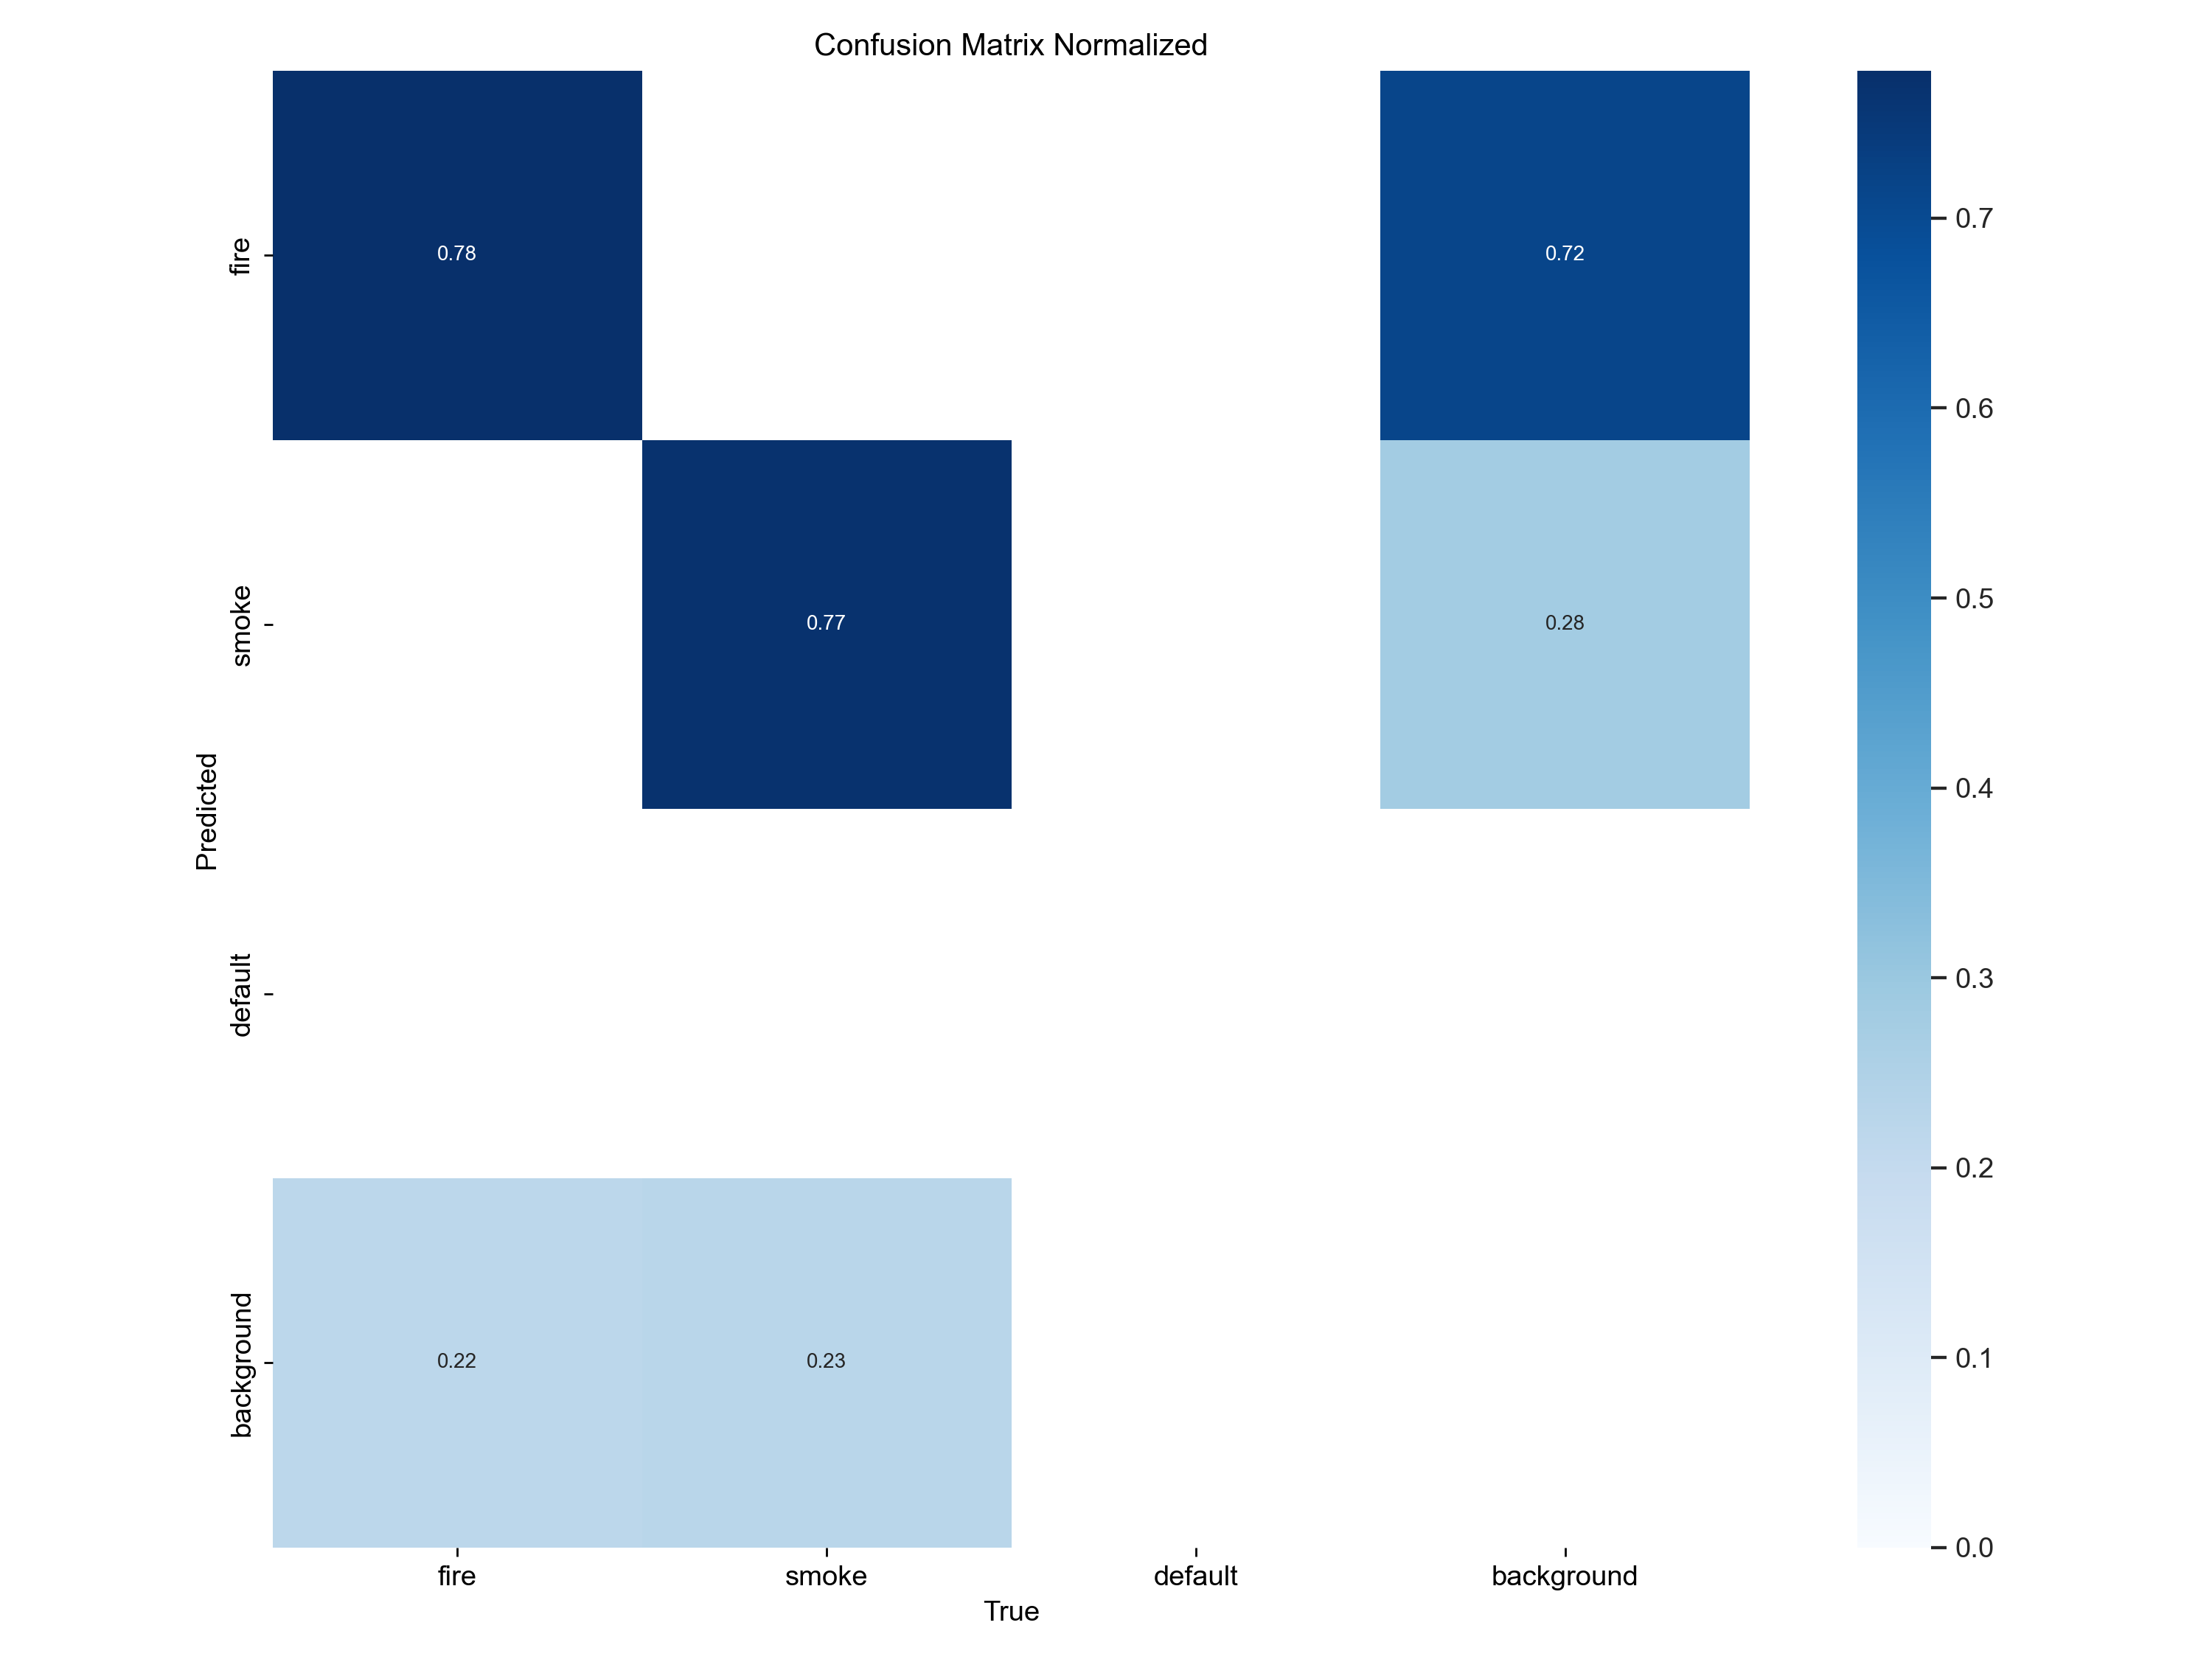 Confusion Matrix Normalized
fire
0.78
0.72
smoke
0.77
0.28
default
background
0.22
0.23
Predicted
fire
smoke
default
background
True
0.7
0.6
0.5
0.4
0.3
0.2
0.1
0.0